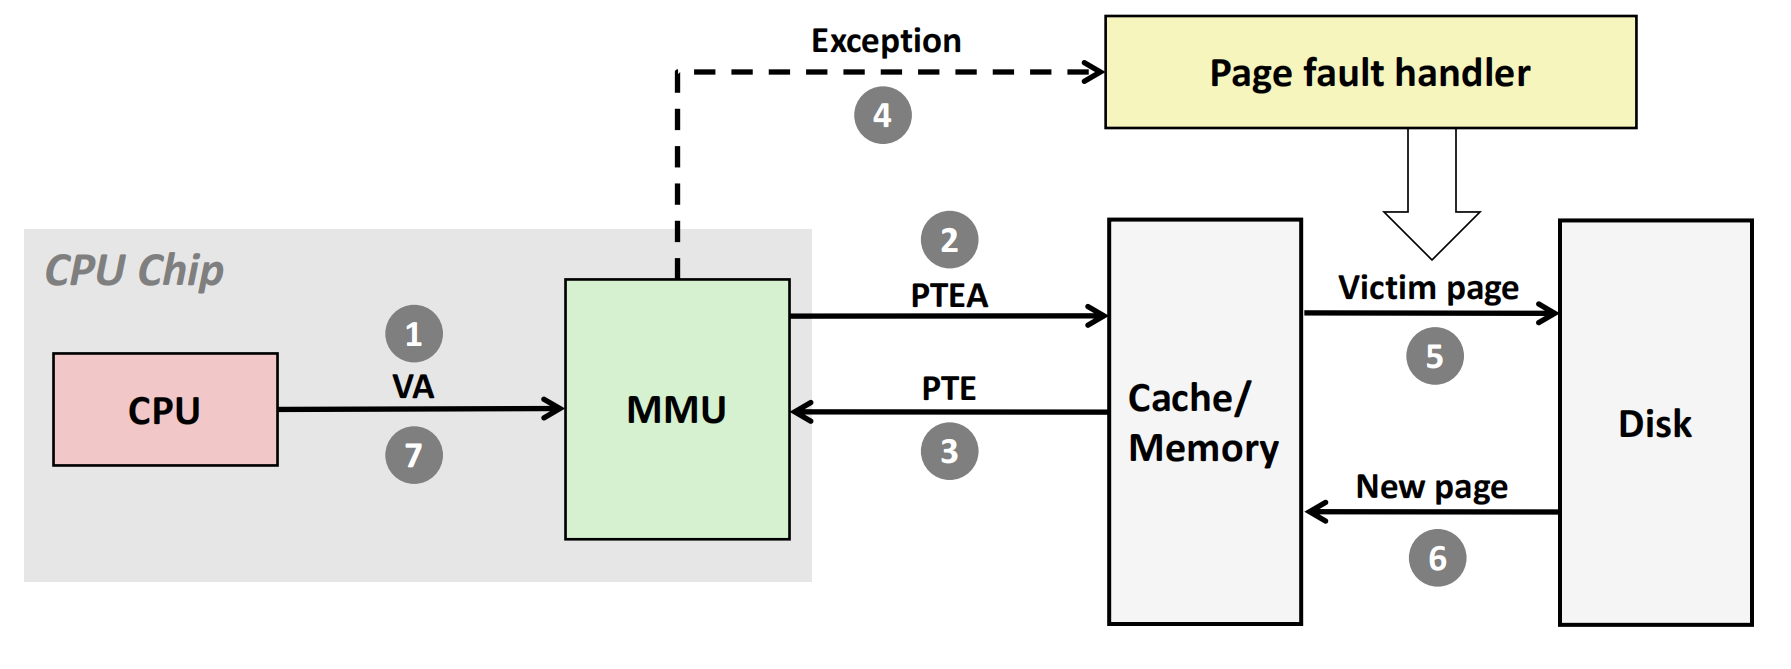 Exception
Page fault handler
4
2
CPU Chip
PTEA
Victim page
1
5
VA
PTE
CPU
MMU
Cache/
Memory
Disk
7
3
New page
6